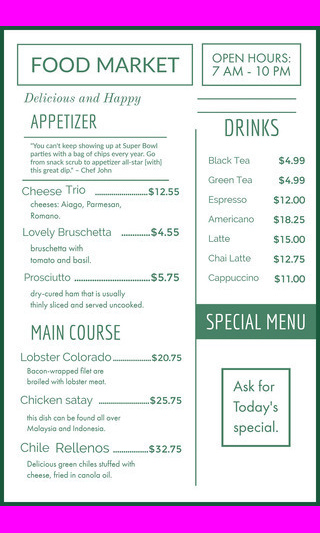 FOOD MARKET
OPEN HOURS:
7 AM - 10 PM
Delicious and Happy
APPETIZER
"You can't keep showing up at Super Bowl
parties with a bag of chips every year. Go
from snack scrub to appetizer all-star [with]
this great dip." – Chef John
Cheese Trio ..................$12.55
cheeses: Aiago, Parmesan,
Romano.
Lovely Bruschetta ..........$4.55
bruschetta with
tomato and basil.
Prosciutto ........................$5.75
dry-cured ham that is usually
thinly sliced and served uncooked.
MAIN COURSE
Lobster Colorado.............$20.75
Bacon-wrapped filet are
broiled with lobster meat.
Chicken satay .................$25.75
this dish can be found all over
Malaysia and Indonesia.
Chile Rellenos ............$32.75
Delicious green chiles stuffed with
cheese, fried in canola oil.
DRINKS
Black Tea $4.99
Green Tea $4.99
Espresso $12.00
Americano $18.25
Latte $15.00
Chai Latte $12.75
Cappuccino $11.00
SPECIAL MENU
Ask for
Today's
special.